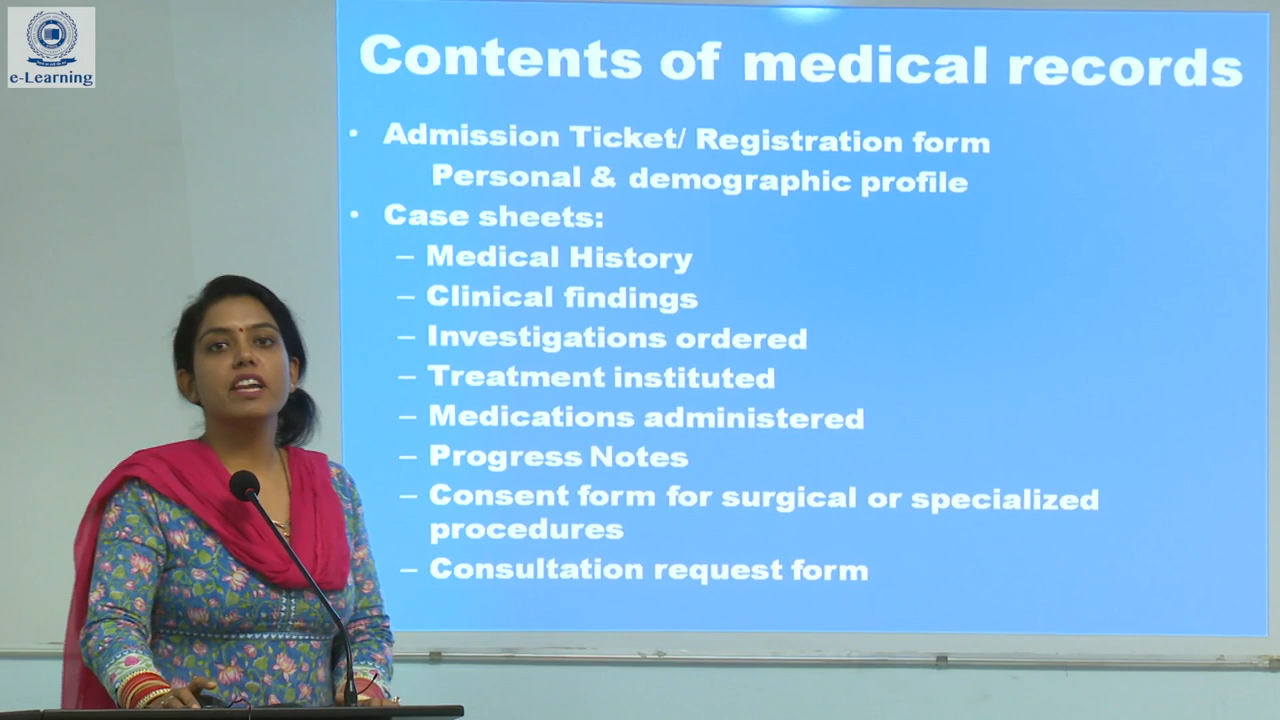 e-Learning
Contents of medical records
• Admission Ticket/ Registration form
Personal & demographic profile
• Case sheets:
– Medical History
– Clinical findings
– Investigations ordered
– Treatment instituted
– Medications administered
– Progress Notes
– Consent form for surgical or specialized
procedures
– Consultation request form